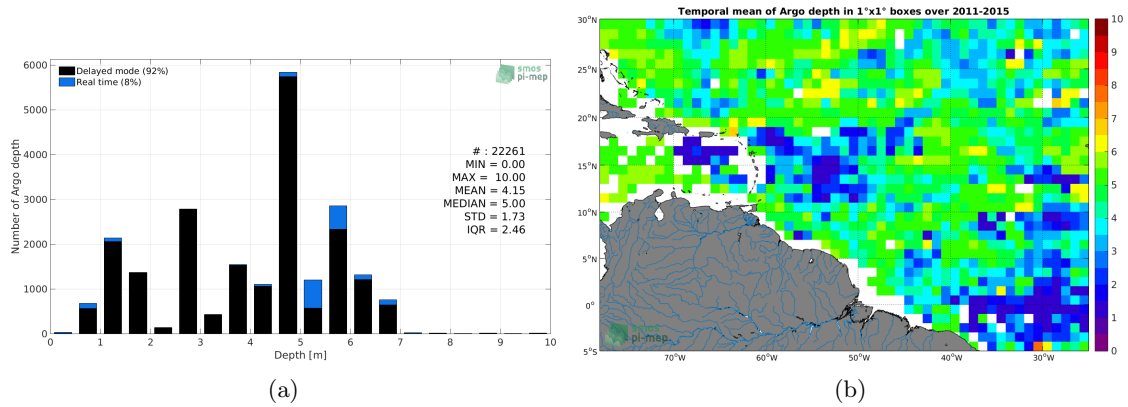 Delayed mode (92%)
Real time (8%)
smos
pi-mep
# : 22261
MIN = 0.00
MAX = 10.00
MEAN = 4.15
MEDIAN = 5.00
STD = 1.73
IQR = 2.46
Number of Argo depth
6000
5000
4000
3000
2000
1000
0
0 1 2 3 4 5 6 7 8 9 10
Depth [m]
(a)
Temporal mean of Argo depth in 1°x1° boxes over 2011-2015
30°N
25°N
20°N
15°N
10°N
5°N
0°
5°S
70°W 60°W 50°W 40°W 30°W
smos
pi-mep
10
9
8
7
6
5
4
3
2
1
0
(b)